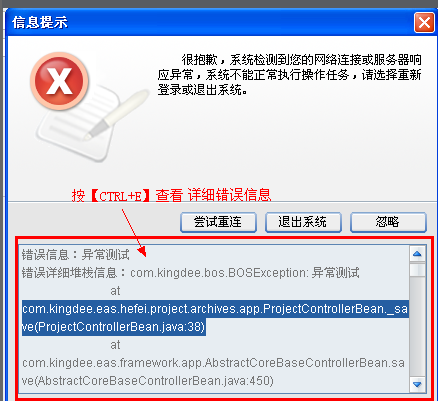 信息提示
很抱歉，系统检测到您的网络连接或服务器响
应异常，系统不能正常执行操作任务，请选择重新
登录或退出系统。
按【CTRL+E】查看 详细错误信息
尝试重连 退出系统 忽略
错误信息：异常测试
错误详细堆栈信息：com.kingdee.bos.BOSException: 异常测试
at
com.kingdee.eas.hefei.project.archives.app.ProjectControllerBean._sa
ve(ProjectControllerBean.java:38)
at
com.kingdee.eas.framework.app.AbstractCoreBaseControllerBean.sa
ve(AbstractCoreBaseControllerBean.java:450)